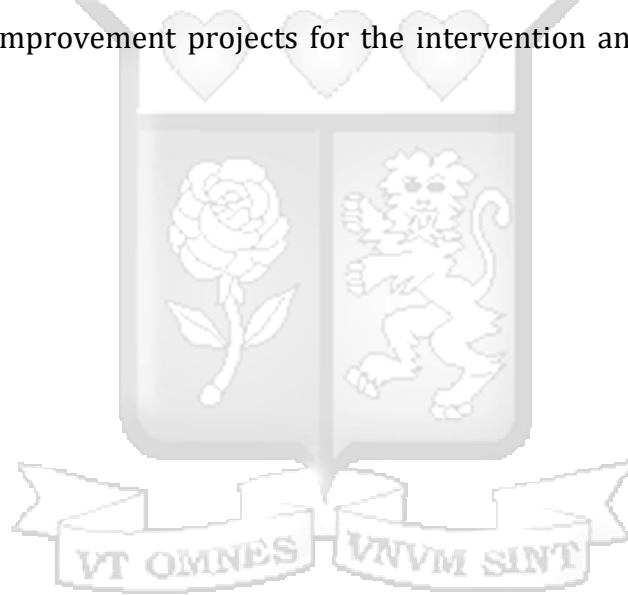 mprovement projects for the intervention an
VT OMNES VNVM SINT